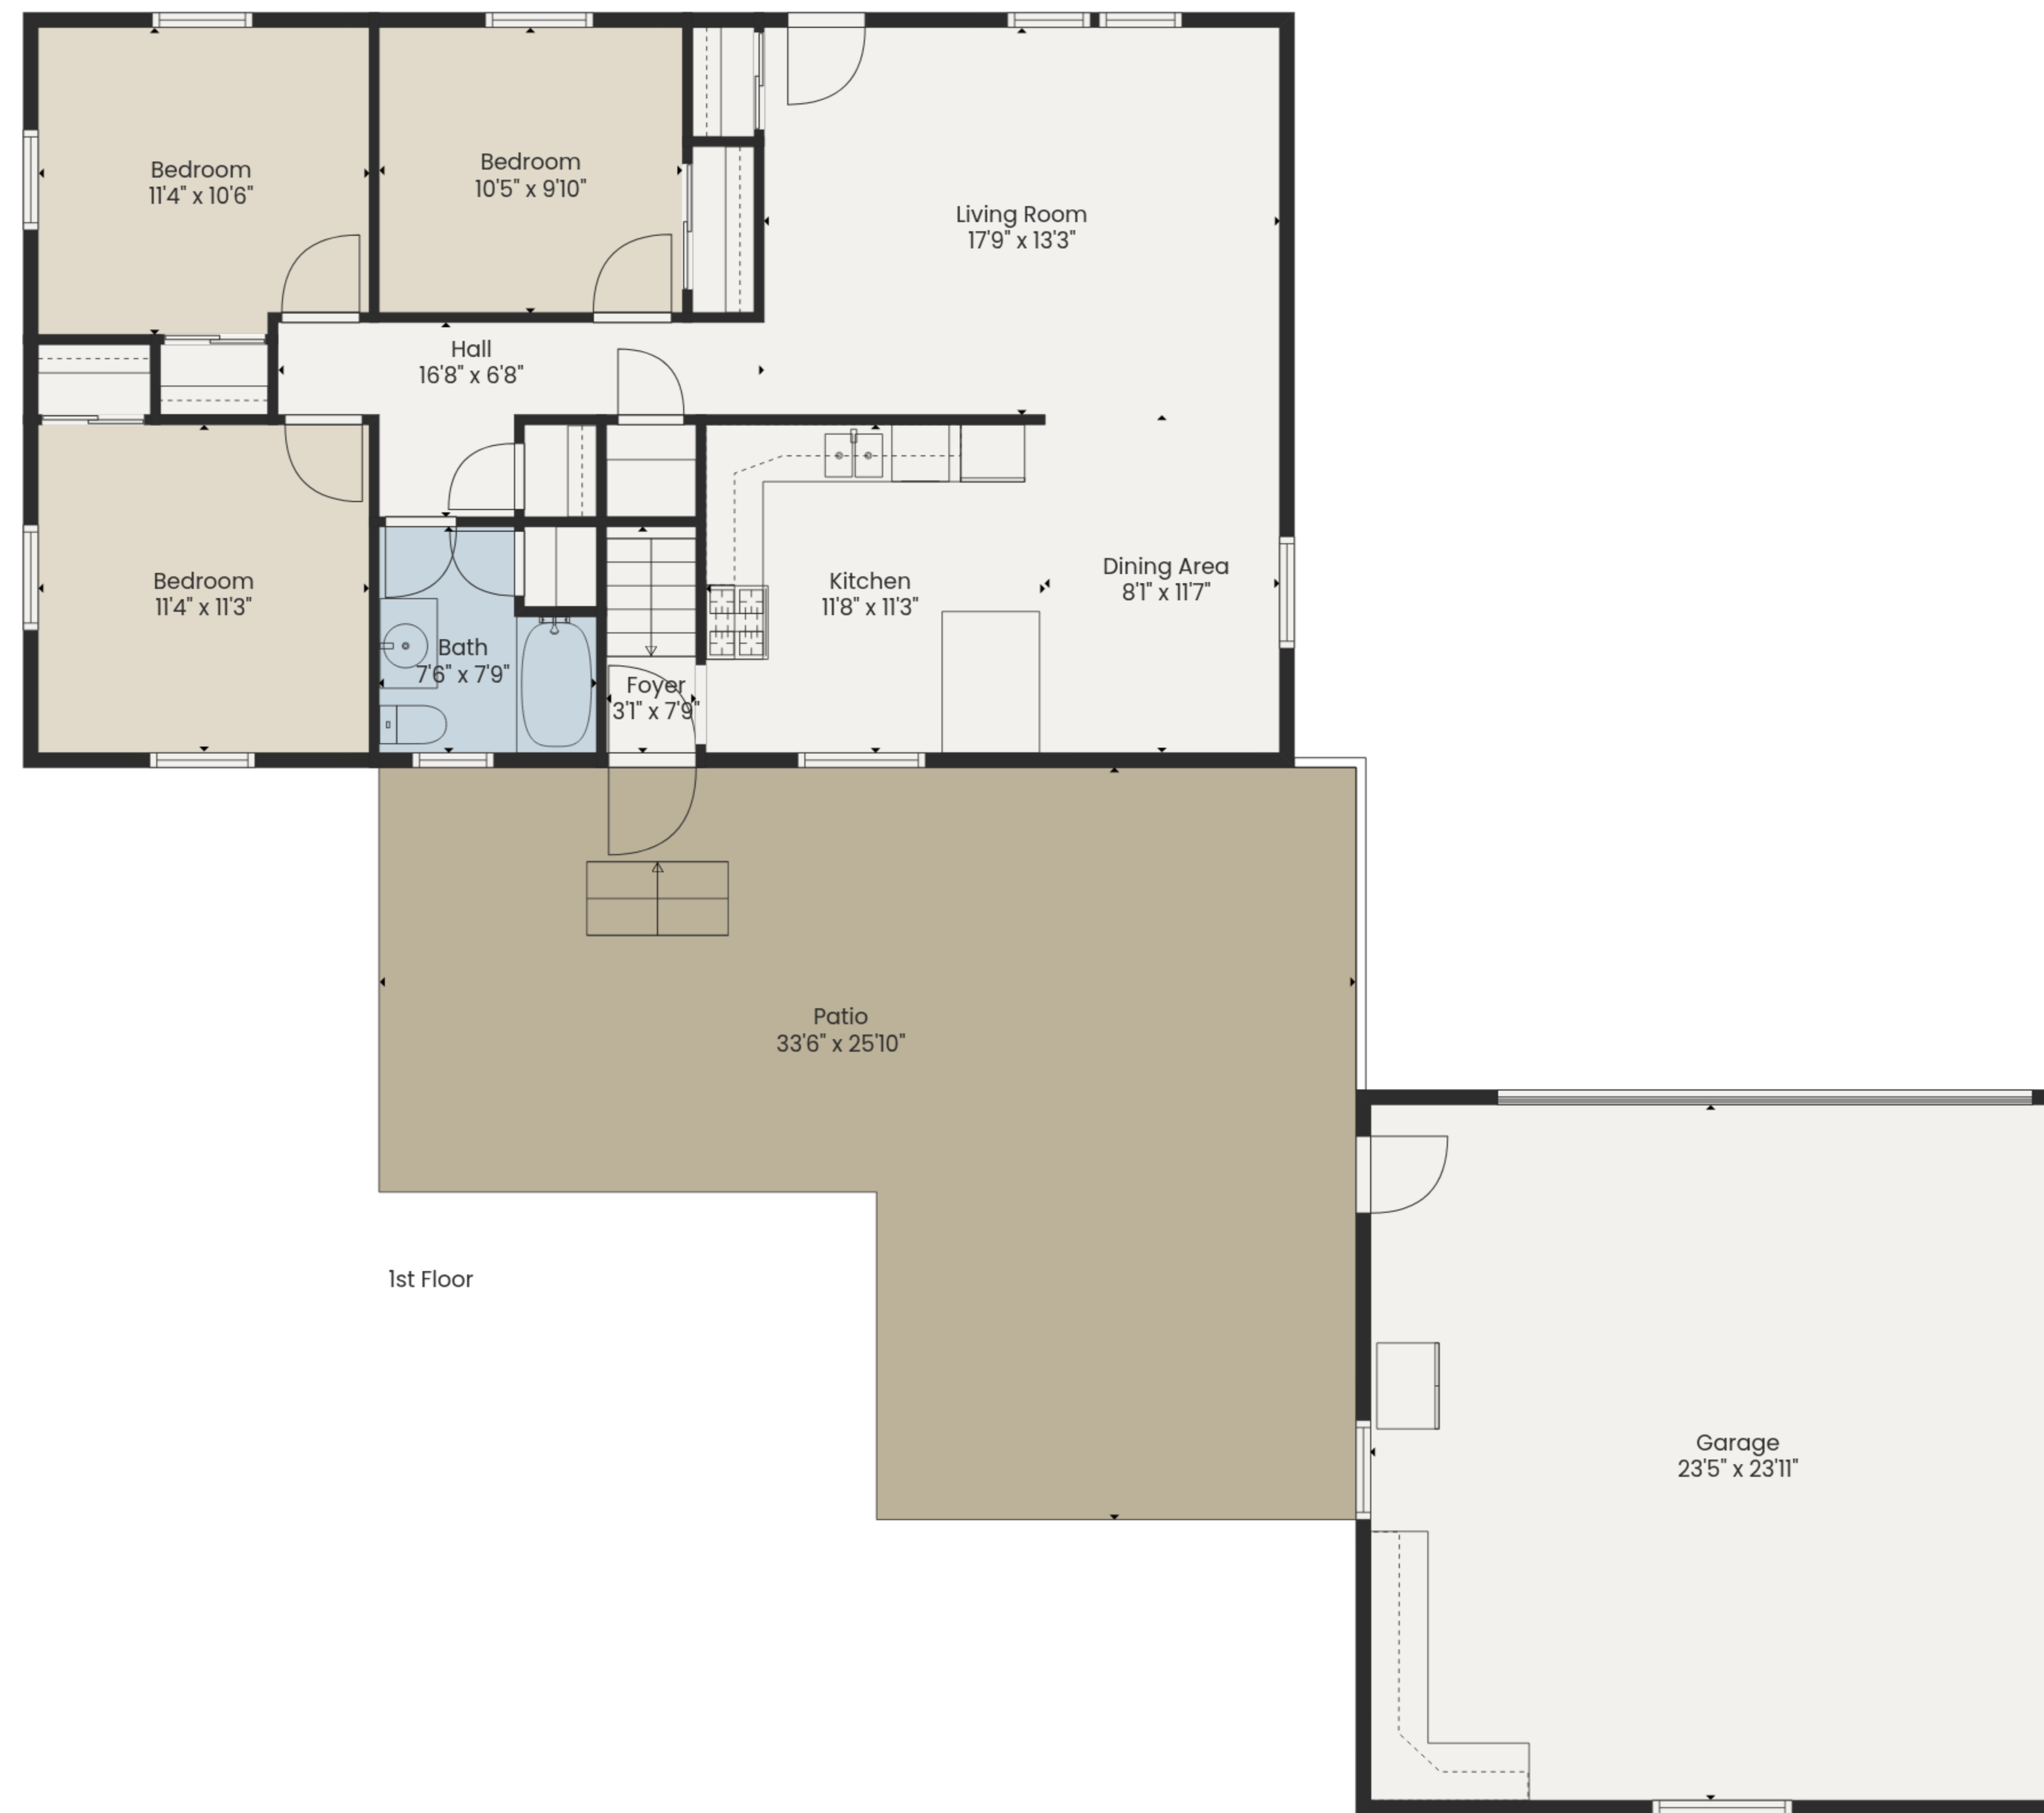 Bedroom
11'4" x 10'6"
Bedroom
10'5" x 9'10"
Living Room
17'9" x 13'3"
Hall
16'8" x 6'8"
Bedroom
11'4" x 11'3"
Kitchen
11'8" x 11'3"
Dining Area
8'1" x 11'7"
Bath
7'6" x 7'9"
Foyer
3'1" x 7'9"
Patio
33'6" x 25'10"
1st Floor
Garage
23'5" x 23'11"